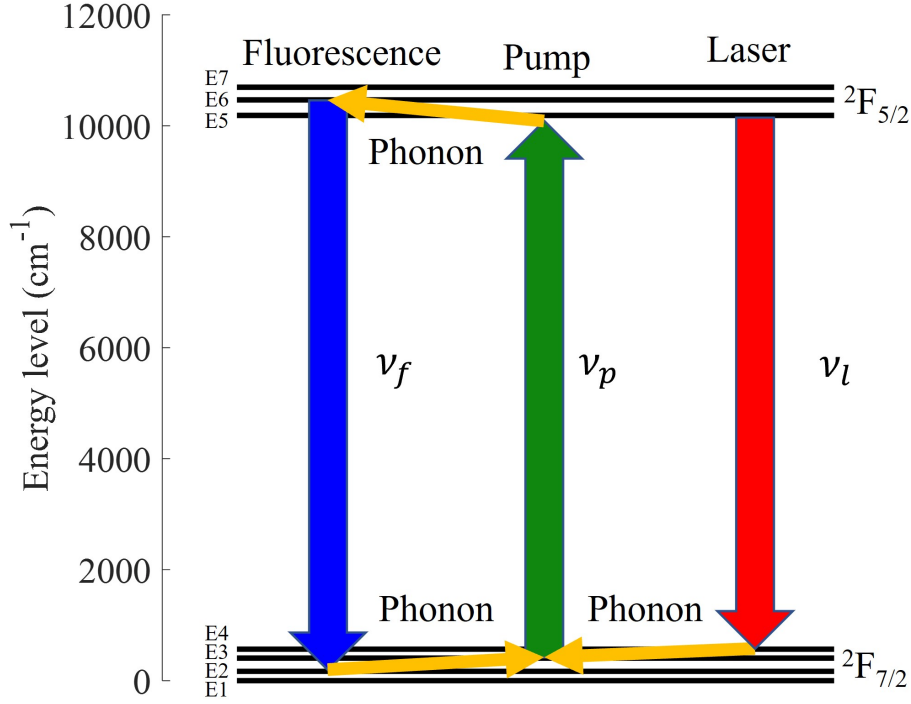 12000
Fluorescence
Pump
Laser
E7
E6
E5
²F₅/₂
10000
Phonon
8000
Energy level (cm⁻¹)
6000
ν_f
ν_p
ν_l
4000
2000
Phonon
Phonon
E4
E3
E2
E1
²F₇/₂
0